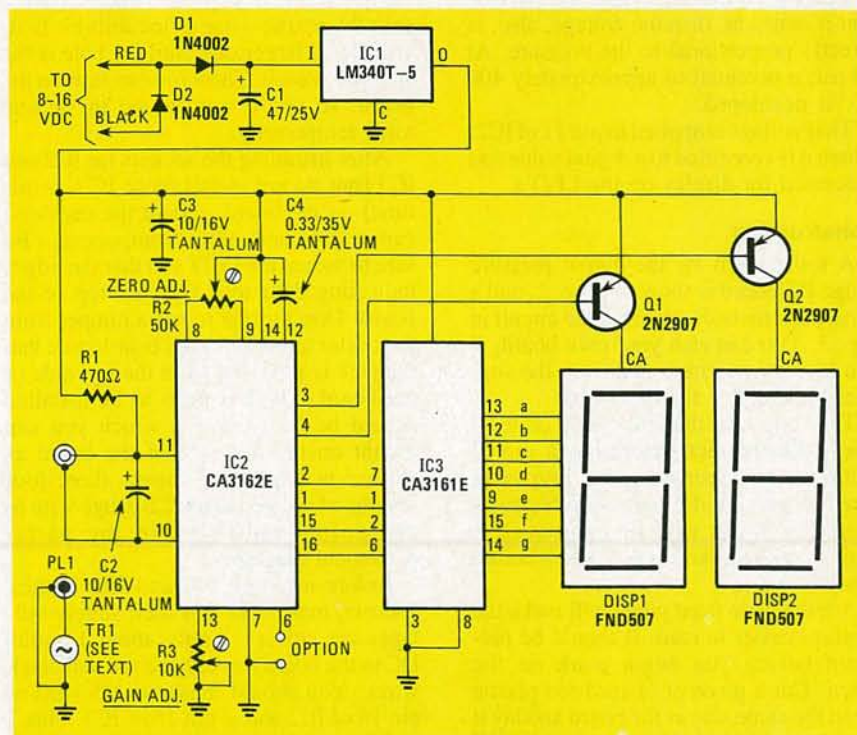 RED
D1
1N4002
I
IC1
LM340T-5
O
C
TO
8-16
VDC
D2
1N4002
BLACK
+
C1
47/25V
+
C3
10/16V
TANTALUM
C4
0.33/35V
TANTALUM
+
ZERO ADJ.
R2
50K
8
9
14
12
Q1
2N2907
Q2
2N2907
CA
CA
R1
470Ω
11
10
+
C2
10/16V
TANTALUM
PL1
TR1
(SEE
TEXT)
IC2
CA3162E
3
4
2
1
15
16
13
7
6
R3
10K
GAIN ADJ.
OPTION
7
1
2
6
IC3
CA3161E
3
8
13 a
12 b
11 c
10 d
9 e
15 f
14 g
DISP1
FND507
DISP2
FND507